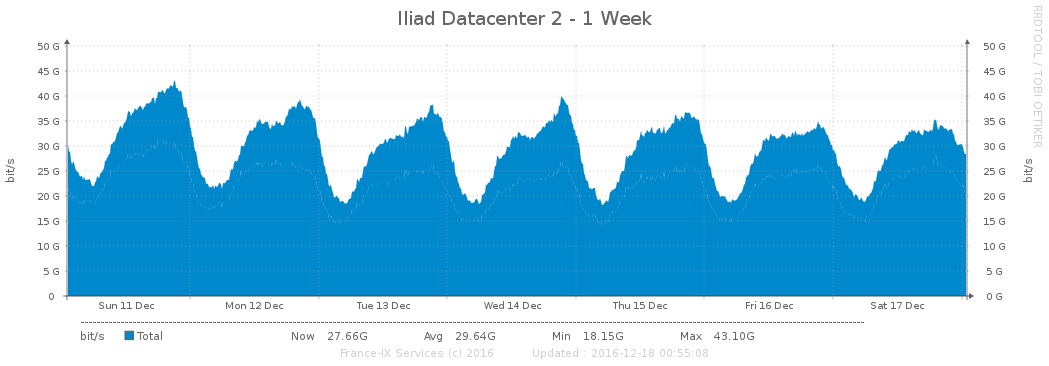 Iliad Datacenter 2 - 1 Week
RRDTOOL / TOBI OETIKER
50 G 50 G
45 G 45 G
40 G 40 G
35 G 35 G
30 G 30 G
25 G 25 G
20 G 20 G
15 G 15 G
10 G 10 G
5 G 5 G
0 0 G
bit/s
bit/s
Sun 11 Dec Mon 12 Dec Tue 13 Dec Wed 14 Dec Thu 15 Dec Fri 16 Dec Sat 17 Dec
bit/s Total Now 27.66G Avg 29.64G Min 18.15G Max 43.10G
France-IX Services (c) 2016 Updated : 2016-12-18 00:55:08